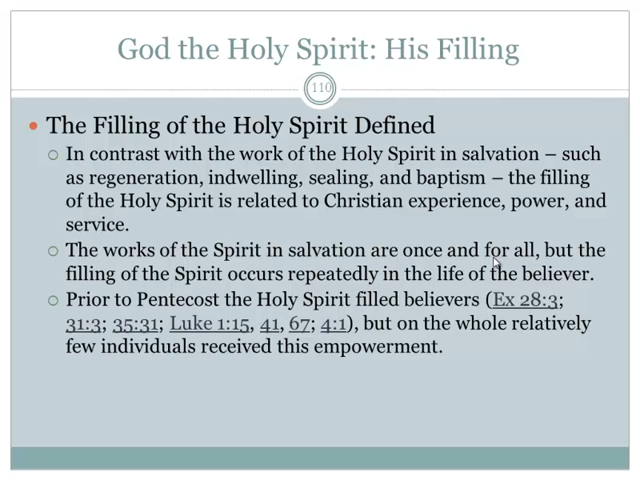 God the Holy Spirit: His Filling
110
The Filling of the Holy Spirit Defined
In contrast with the work of the Holy Spirit in salvation – such
as regeneration, indwelling, sealing, and baptism – the filling
of the Holy Spirit is related to Christian experience, power, and
service.
The works of the Spirit in salvation are once and for all, but the
filling of the Spirit occurs repeatedly in the life of the believer.
Prior to Pentecost the Holy Spirit filled believers (Ex 28:3;
31:3; 35:31; Luke 1:15, 41, 67; 4:1), but on the whole relatively
few individuals received this empowerment.